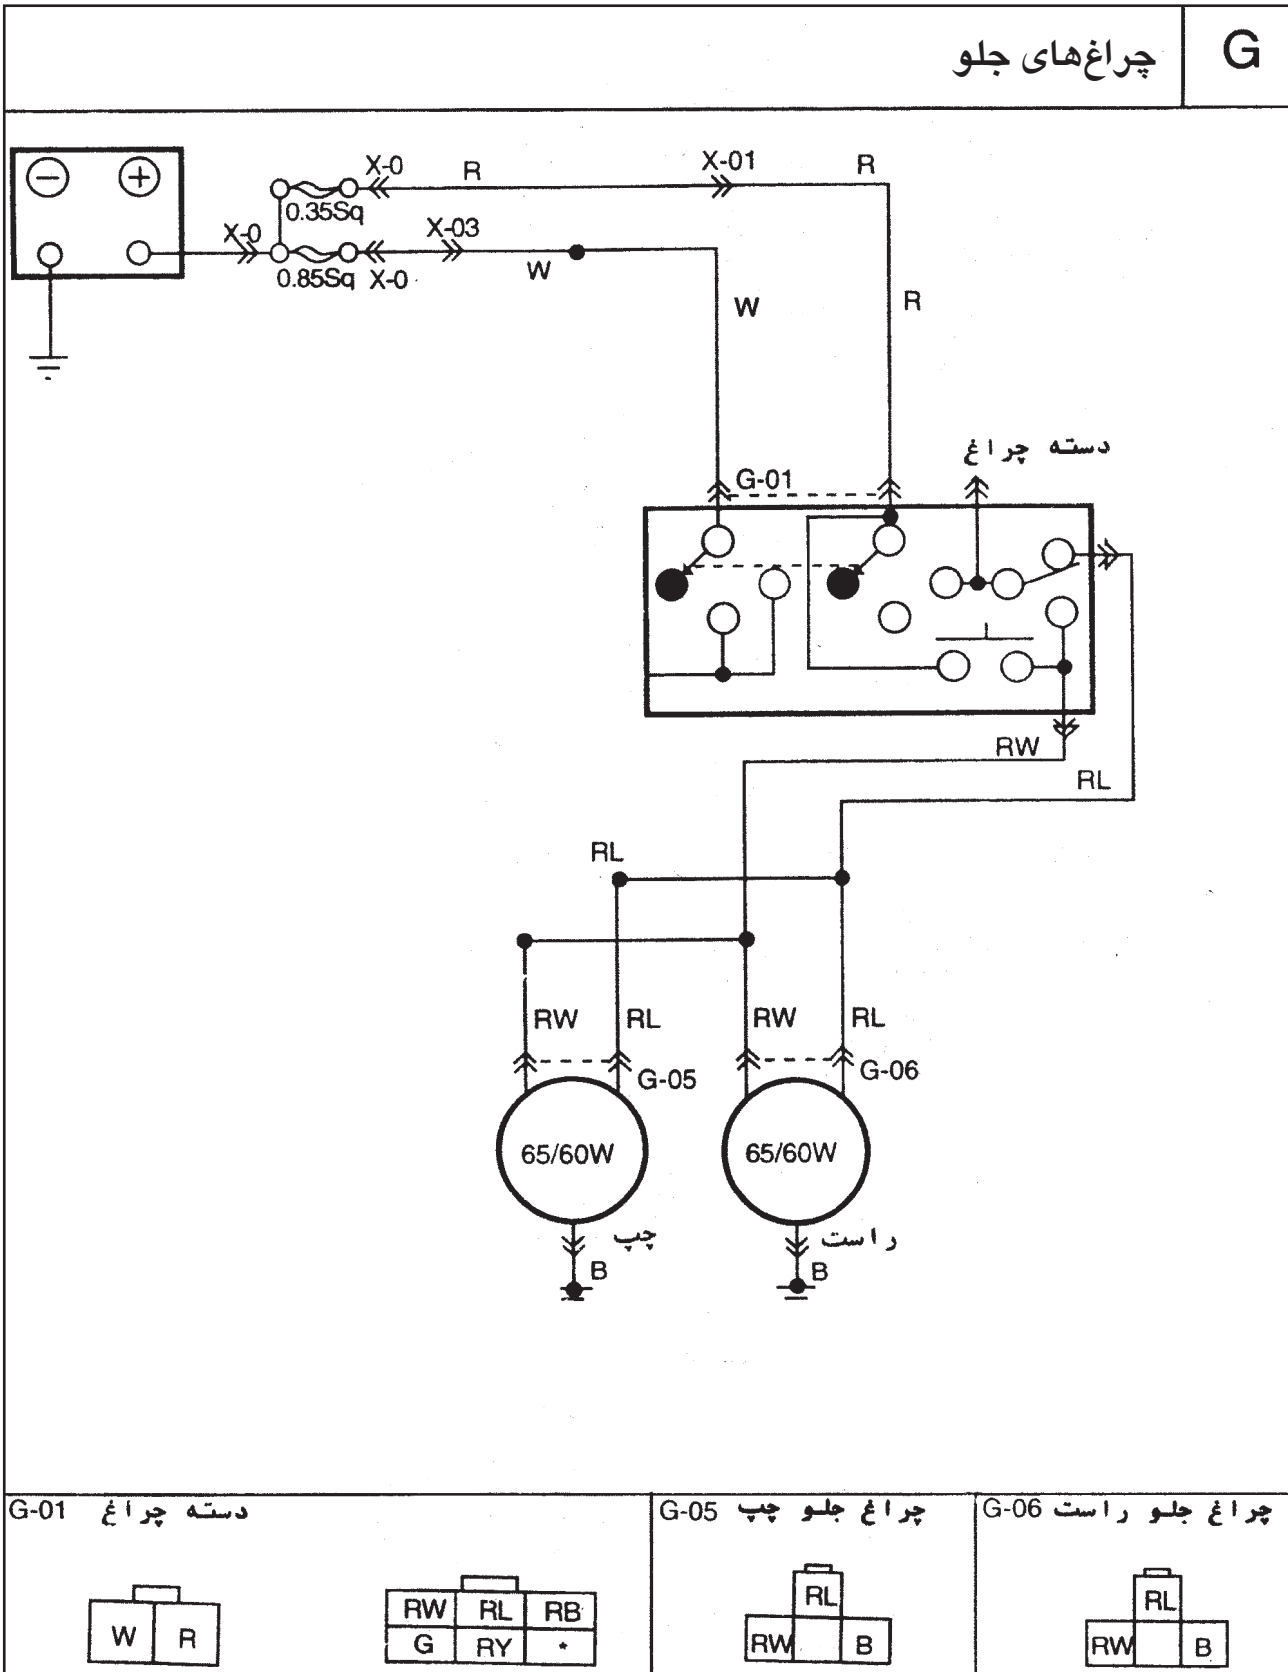 چراغ‌های جلو
G
− +
X-0
R
X-01
R
0.35Sq
X-0
X-03
0.85Sq
X-0
W
W
R
دسته چراغ
G-01
RW
RL
RL
RW
RL
RW
RL
G-05
G-06
65/60W
65/60W
چپ
راست
B
B
G-01 دسته چراغ
W R
RW RL RB
G RY *
G-05 چراغ جلو چپ
RL
RW B
G-06 چراغ جلو راست
RL
RW B